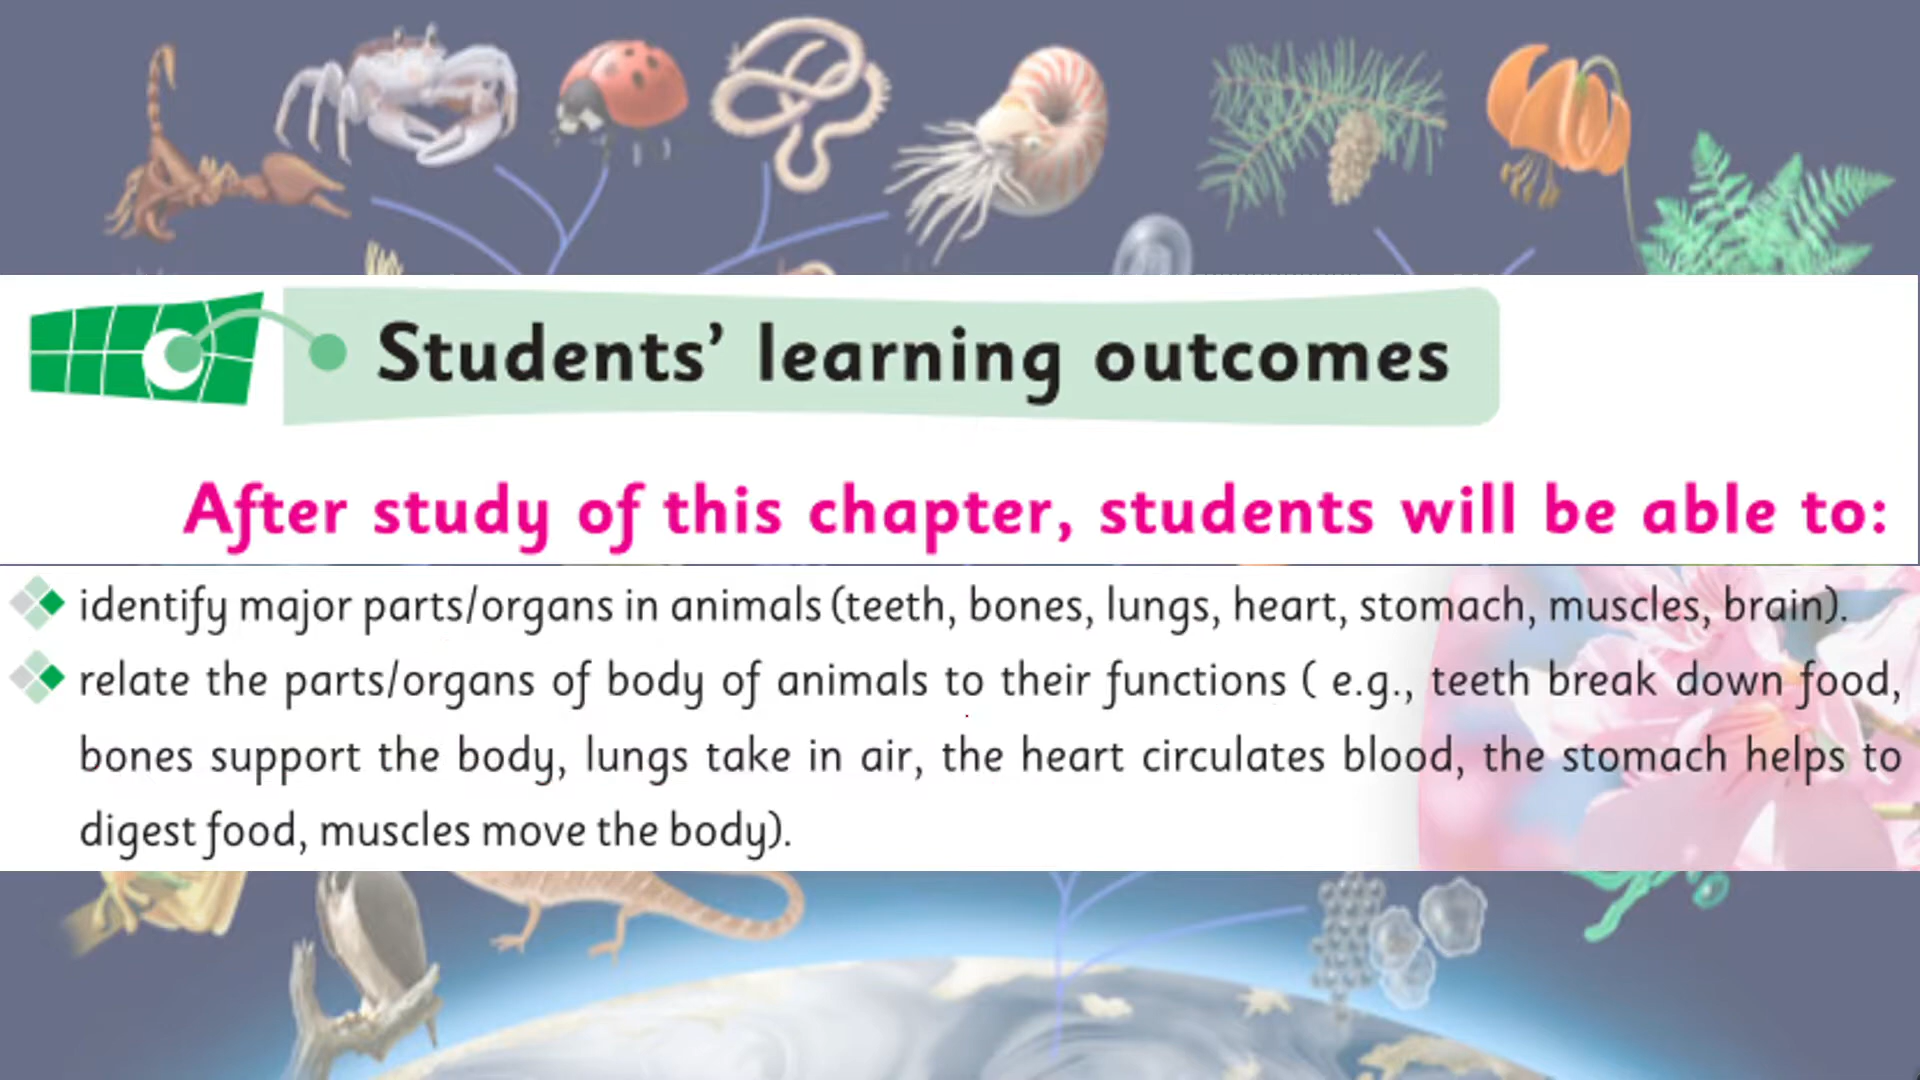 Students’ learning outcomes
After study of this chapter, students will be able to:
identify major parts/organs in animals (teeth, bones, lungs, heart, stomach, muscles, brain).
relate the parts/organs of body of animals to their functions ( e.g., teeth break down food,
bones support the body, lungs take in air, the heart circulates blood, the stomach helps to
digest food, muscles move the body).